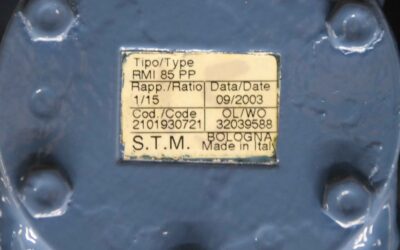 Tipo/Type
RMI 85 PP
Rapp./Ratio Data/Date
1/15 09/2003
Cod./Code OL/WO
2101930721 32039588
S.T.M. BOLOGNA
Made in Italy